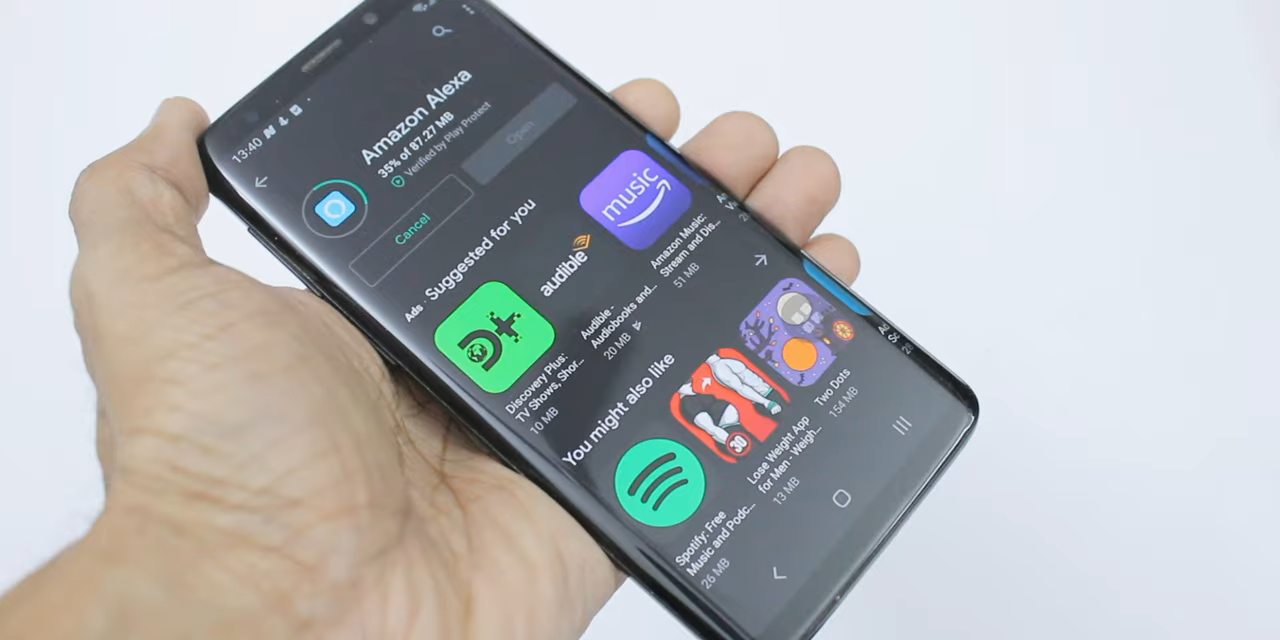 13:40
Amazon Alexa
35% of 87.27 MB
Verified by Play Protect
Cancel
Open
Ads · Suggested for you
Discovery Plus:
TV Shows, Shor...
10 MB
audible
Audible -
Audiobooks and...
20 MB
music
Amazon Music:
Stream and Dis...
51 MB
You might also like
Spotify: Free
Music and Podc...
26 MB
30
Lose Weight App
for Men - Weigh...
13 MB
Two Dots
154 MB